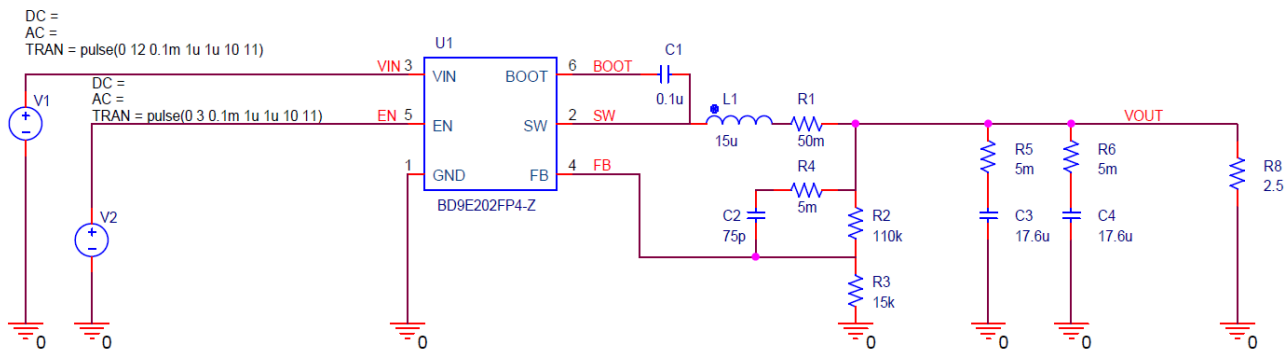 DC =
AC =
TRAN = pulse(0 12 0.1m 1u 1u 10 11)
V1
DC =
AC =
TRAN = pulse(0 3 0.1m 1u 1u 10 11)
V2
U1
VIN 3 VIN
EN 5 EN
1 GND
BOOT 6 BOOT
SW 2 SW
FB 4 FB
BD9E202FP4-Z
C1
0.1u
L1
15u
R1
50m
R4
5m
C2
75p
R2
110k
R3
15k
VOUT
R5
5m
R6
5m
C3
17.6u
C4
17.6u
R8
2.5
0
0
0
0
0
0
0